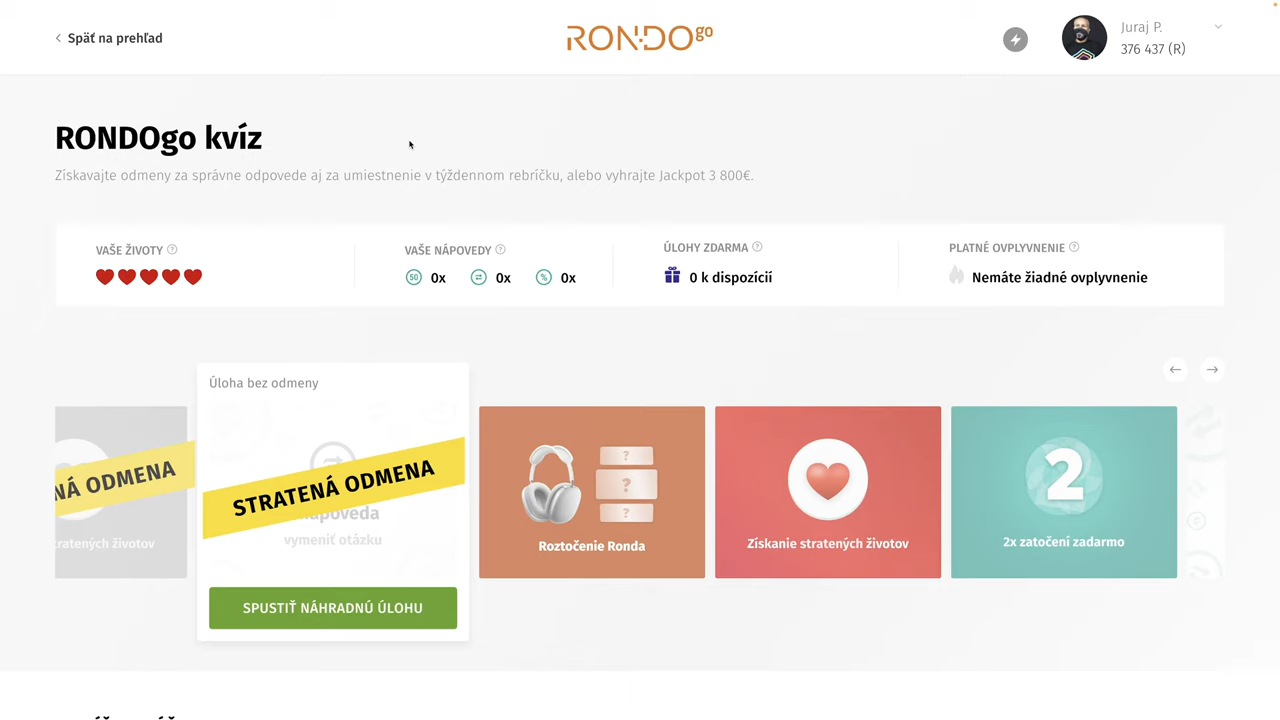 Späť na prehľad
RONDOgo
Juraj P.
376 437 (R)
RONDOgo kvíz
Získavajte odmeny za správne odpovede aj za umiestnenie v týždennom rebríčku, alebo vyhrajte Jackpot 3 800€.
VAŠE ŽIVOTY ?
VAŠE NÁPOVEDY ?
50 0x 0x % 0x
ÚLOHY ZDARMA ?
0 k dispozícií
PLATNÉ OVPLYVNENIE ?
Nemáte žiadné ovplyvnenie
NÁ ODMENA
tratených životov
Úloha bez odmeny
STRATENÁ ODMENA
nápoveda
vymeniť otázku
SPUSTIŤ NÁHRADNÚ ÚLOHU
?
?
?
Roztočenie Ronda
Získanie stratených životov
2
2x zatočení zadarmo